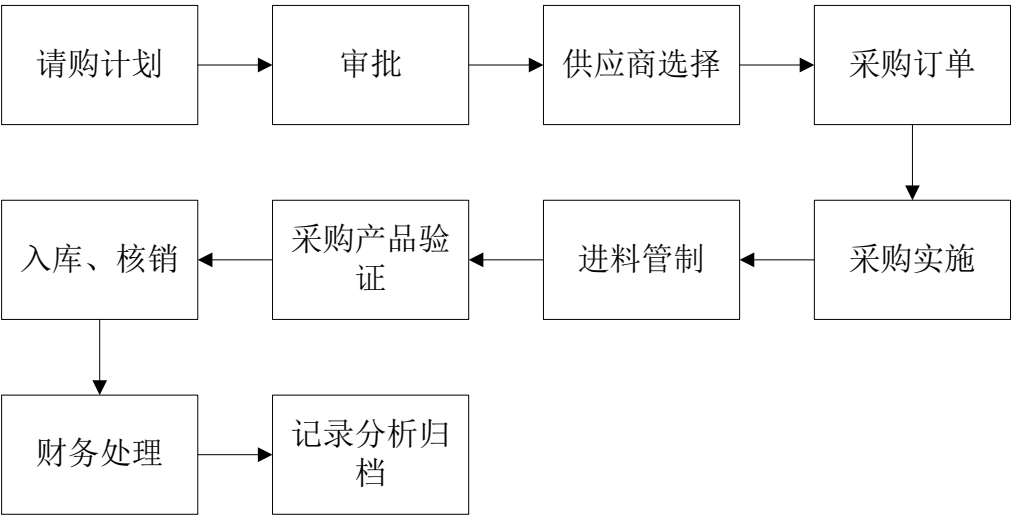 请购计划
审批
供应商选择
采购订单
入库、核销
采购产品验
证
进料管制
采购实施
财务处理
记录分析归
档